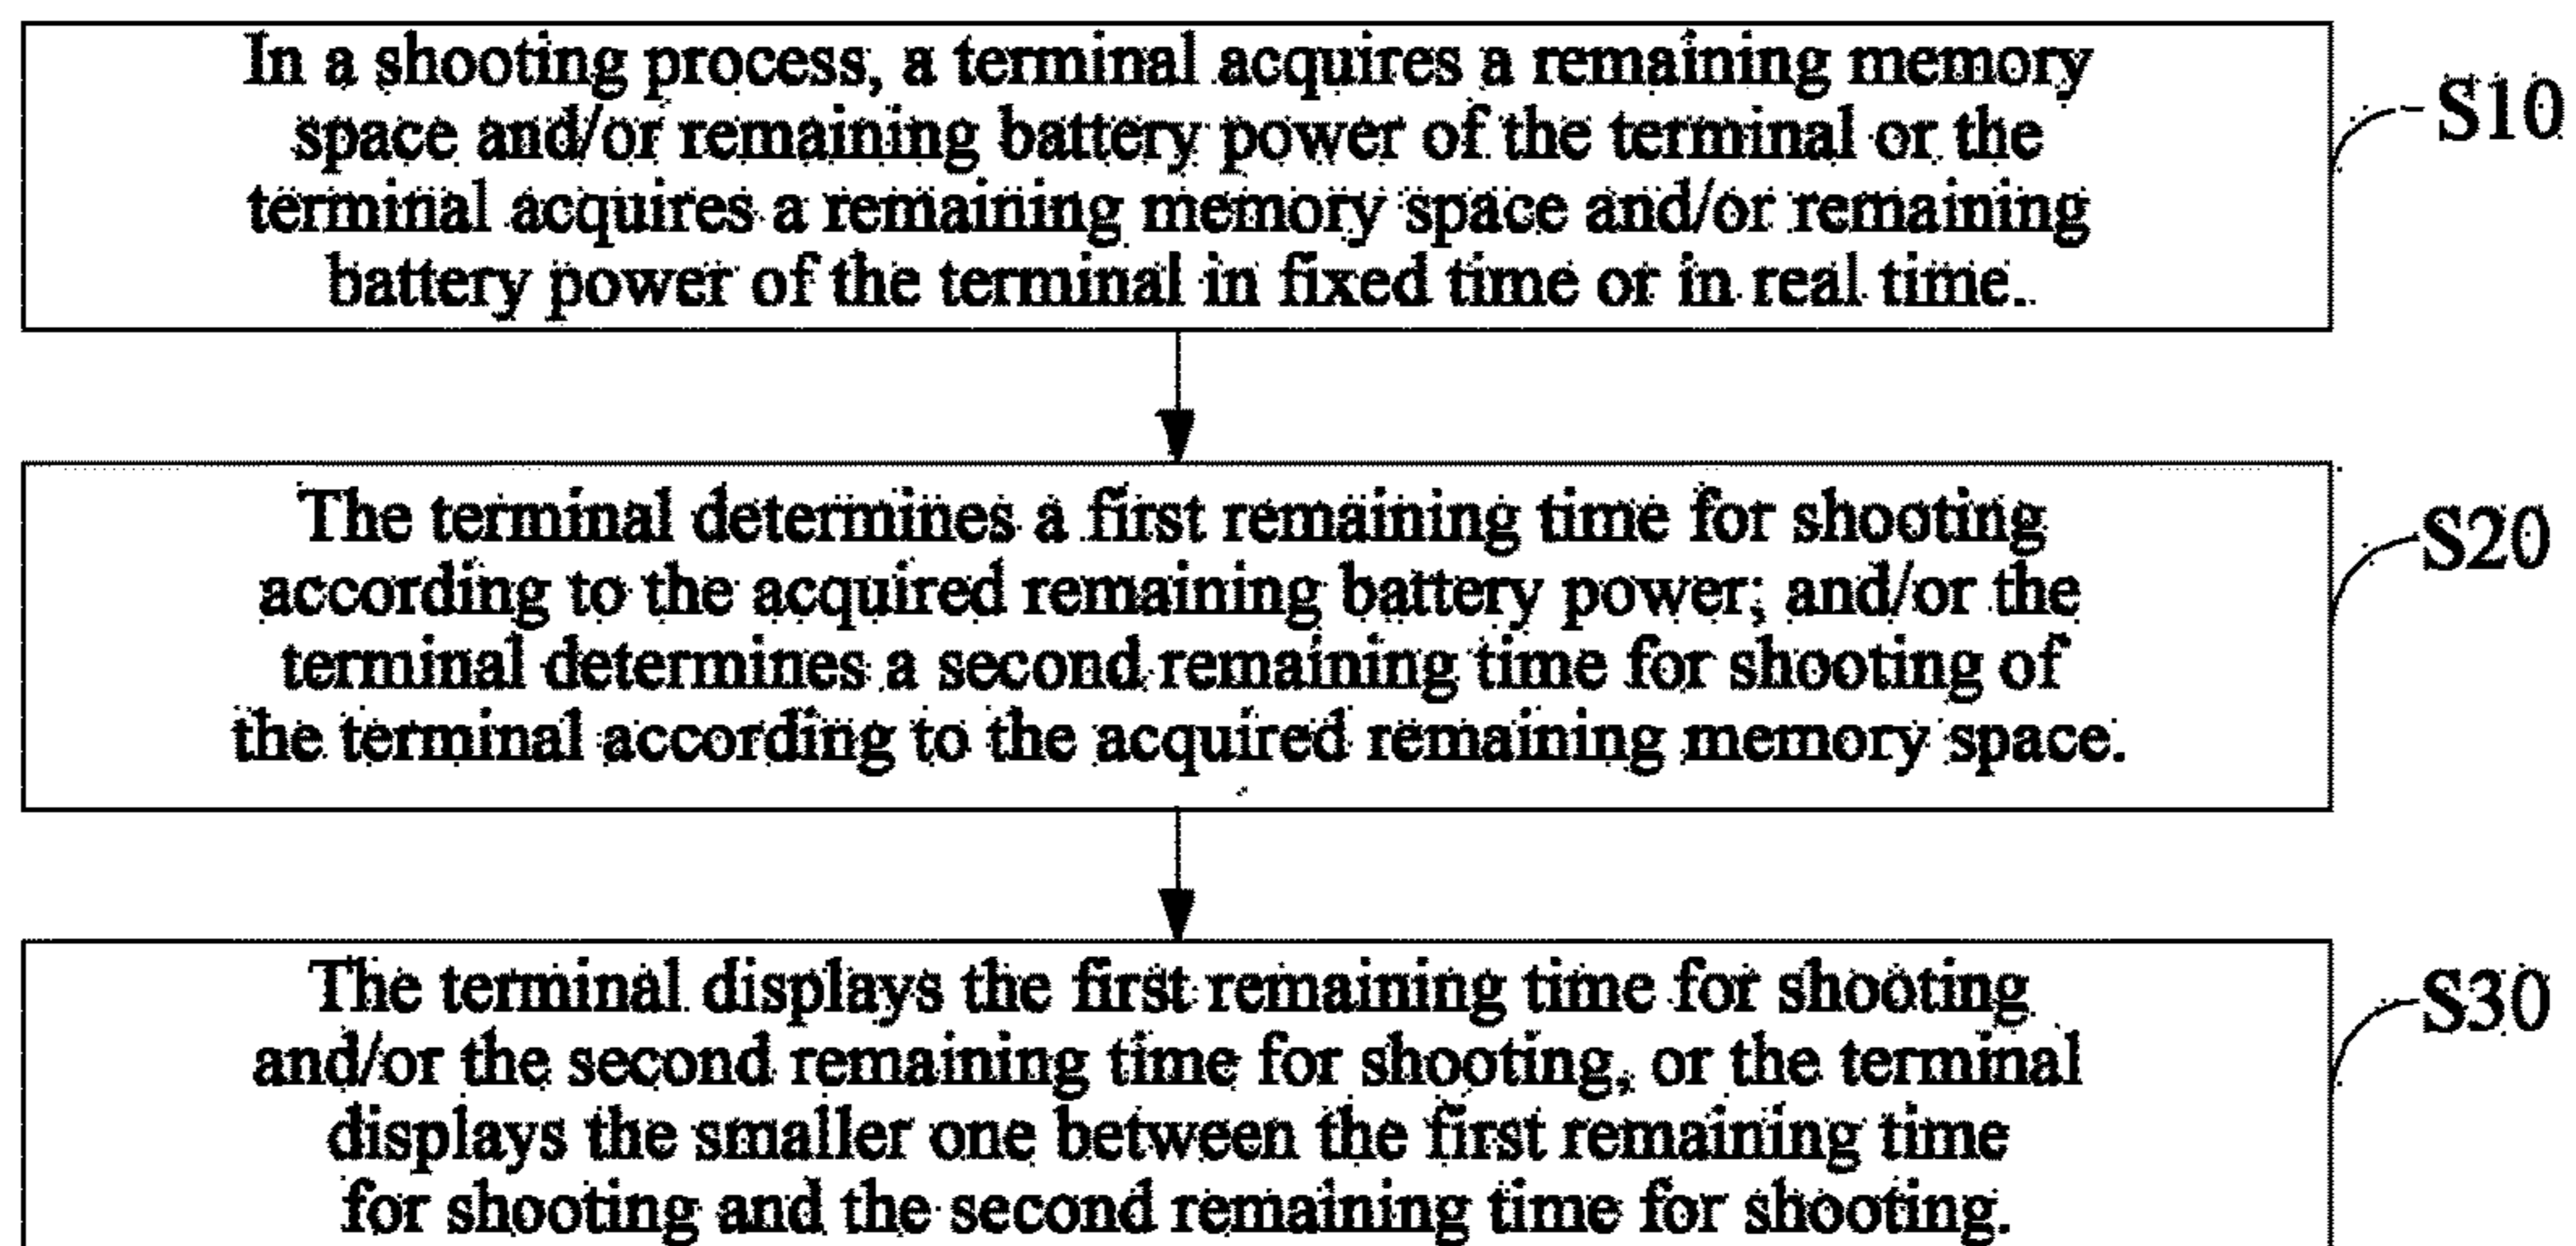 In a shooting process, a terminal acquires a remaining memory
space and/or remaining battery power of the terminal or the
terminal acquires a remaining memory space and/or remaining
battery power of the terminal in fixed time or in real time.
S10
The terminal determines a first remaining time for shooting
according to the acquired remaining battery power; and/or the
terminal determines a second remaining time for shooting of
the terminal according to the acquired remaining memory space.
S20
The terminal displays the first remaining time for shooting
and/or the second remaining time for shooting, or the terminal
displays the smaller one between the first remaining time
for shooting and the second remaining time for shooting.
S30